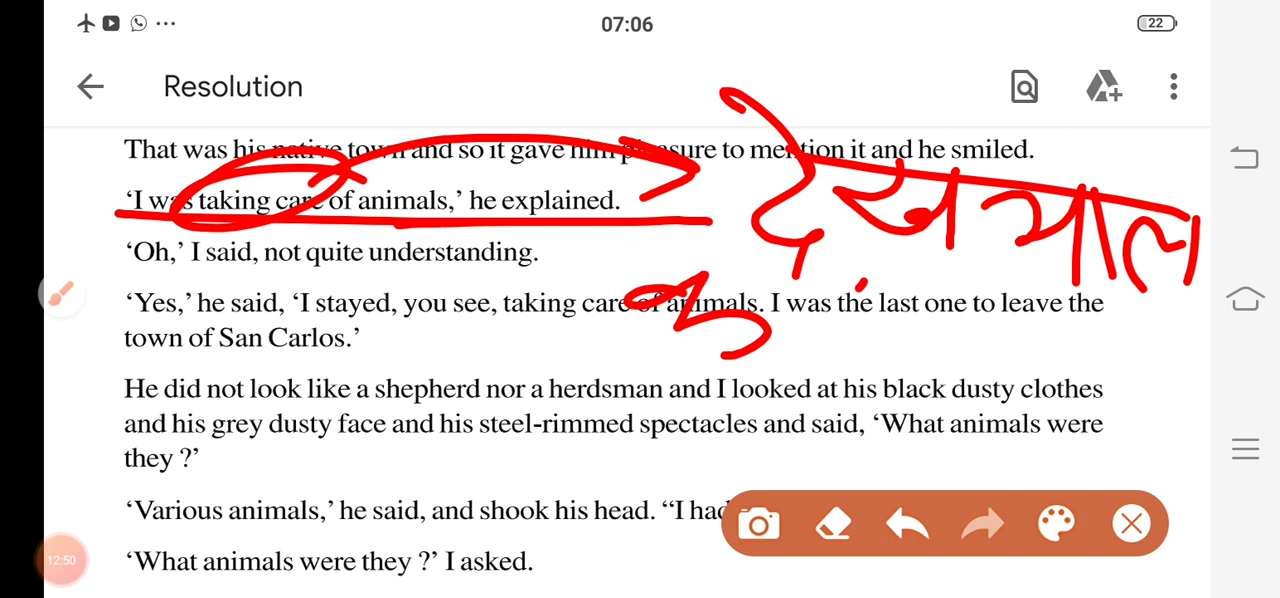 07:06
22
Resolution
That was his native town and so it gave him pleasure to mention it and he smiled.
‘I was taking care of animals,’ he explained.
देखभाल
‘Oh,’ I said, not quite understanding.
‘Yes,’ he said, ‘I stayed, you see, taking care of animals. I was the last one to leave the
town of San Carlos.’
He did not look like a shepherd nor a herdsman and I looked at his black dusty clothes
and his grey dusty face and his steel-rimmed spectacles and said, ‘What animals were
they ?’
‘Various animals,’ he said, and shook his head. “I had
‘What animals were they ?’ I asked.
12:50